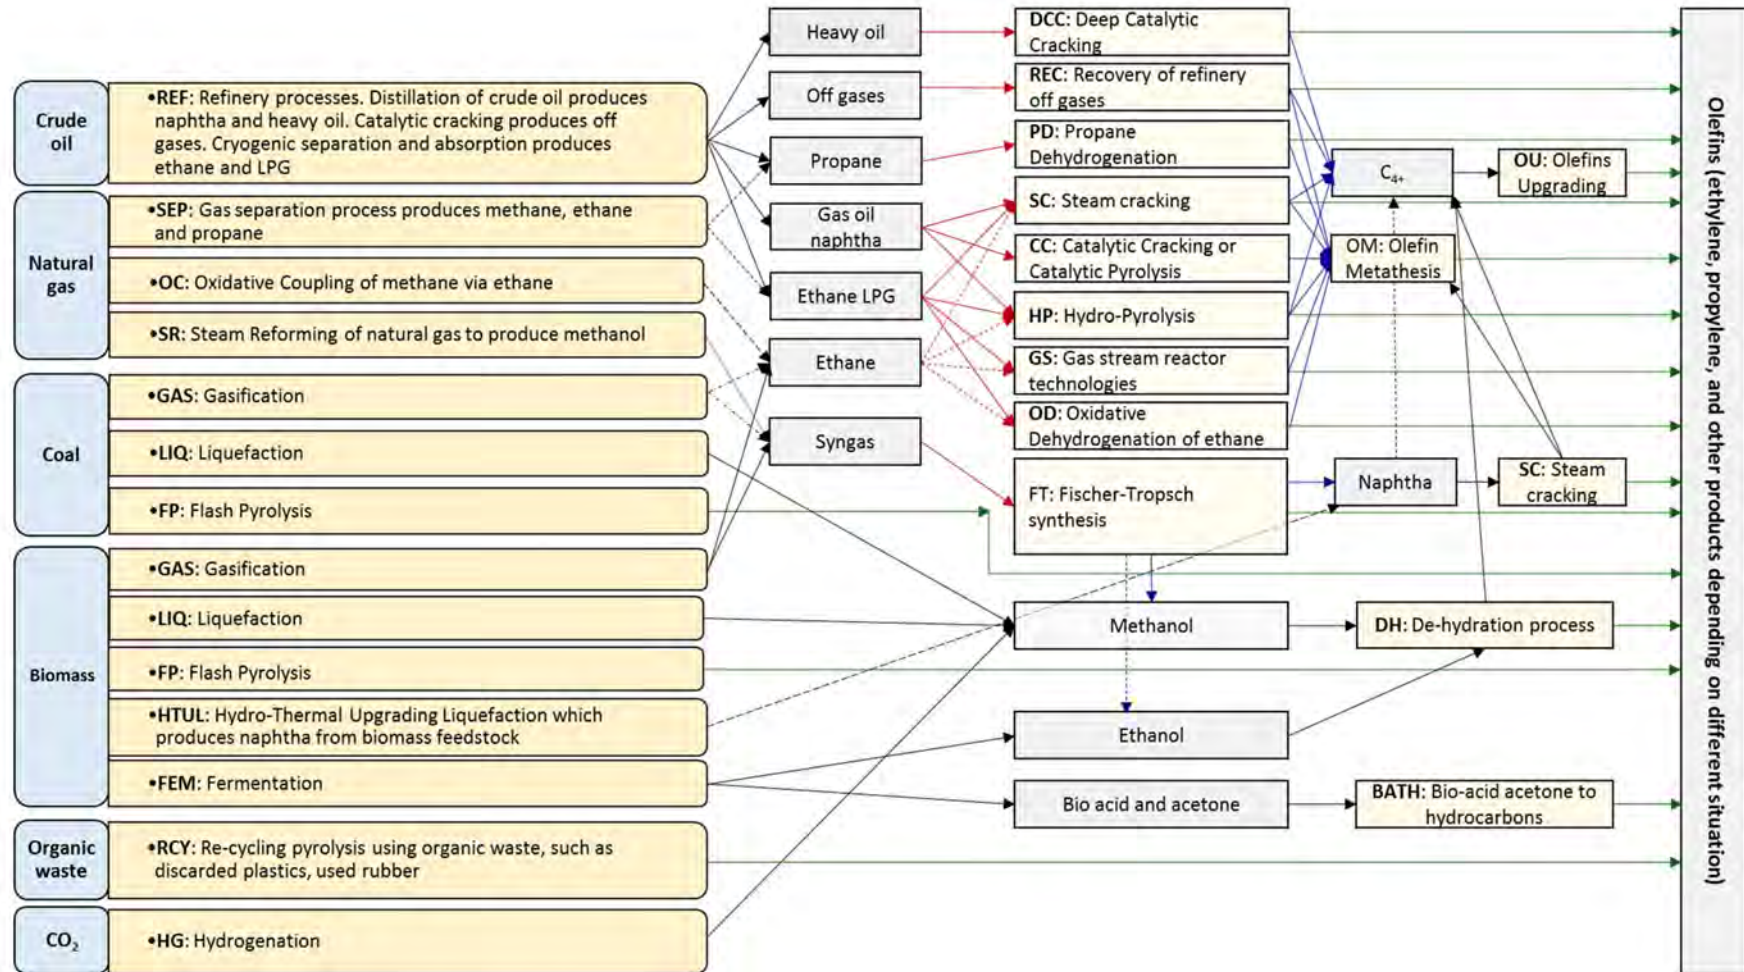 Crude
oil
•REF: Refinery processes. Distillation of crude oil produces
naphtha and heavy oil. Catalytic cracking produces off
gases. Cryogenic separation and absorption produces
ethane and LPG
Natural
gas
•SEP: Gas separation process produces methane, ethane
and propane
•OC: Oxidative Coupling of methane via ethane
•SR: Steam Reforming of natural gas to produce methanol
Coal
•GAS: Gasification
•LIQ: Liquefaction
•FP: Flash Pyrolysis
Biomass
•GAS: Gasification
•LIQ: Liquefaction
•FP: Flash Pyrolysis
•HTUL: Hydro-Thermal Upgrading Liquefaction which
produces naphtha from biomass feedstock
•FEM: Fermentation
Organic
waste
•RCY: Re-cycling pyrolysis using organic waste, such as
discarded plastics, used rubber
CO2
•HG: Hydrogenation
Heavy oil
Off gases
Propane
Gas oil
naphtha
Ethane LPG
Ethane
Syngas
DCC: Deep Catalytic
Cracking
REC: Recovery of refinery
off gases
PD: Propane
Dehydrogenation
SC: Steam cracking
CC: Catalytic Cracking or
Catalytic Pyrolysis
HP: Hydro-Pyrolysis
GS: Gas stream reactor
technologies
OD: Oxidative
Dehydrogenation of ethane
FT: Fischer-Tropsch
synthesis
Methanol
Ethanol
Bio acid and acetone
C4+
OM: Olefin
Metathesis
Naphtha
OU: Olefins
Upgrading
SC: Steam
cracking
DH: De-hydration process
BATH: Bio-acid acetone to
hydrocarbons
Olefins (ethylene, propylene, and other products depending on different situation)